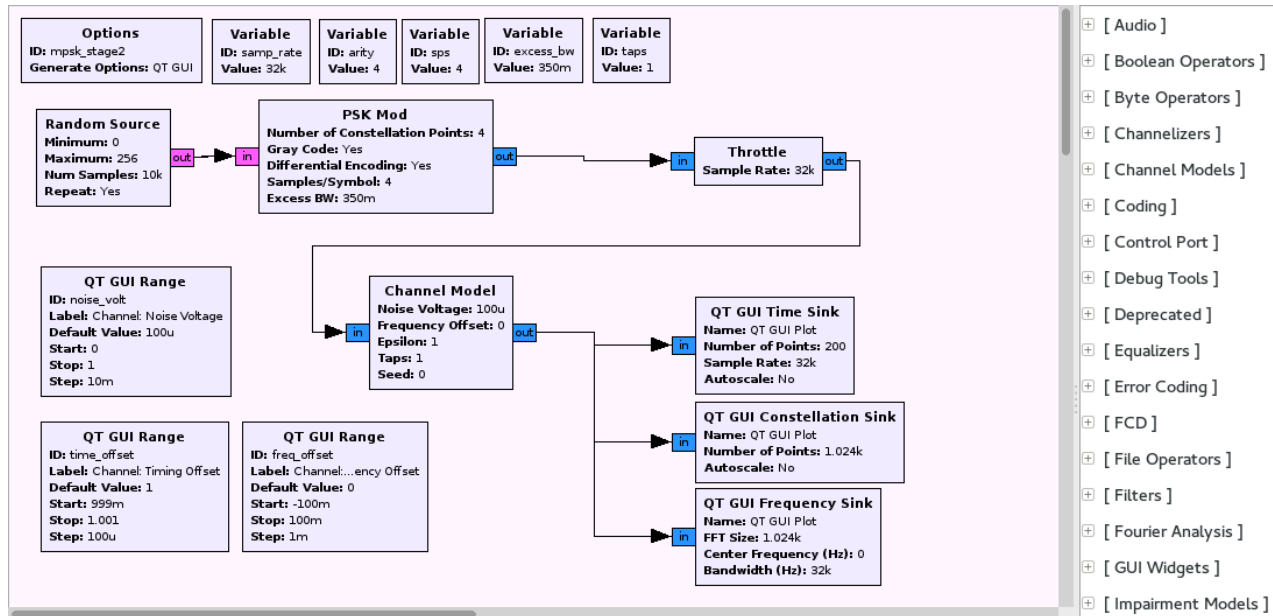 Options
ID: mpsk_stage2
Generate Options: QT GUI
Variable
ID: samp_rate
Value: 32k
Variable
ID: arity
Value: 4
Variable
ID: sps
Value: 4
Variable
ID: excess_bw
Value: 350m
Variable
ID: taps
Value: 1
Random Source
Minimum: 0
Maximum: 256
Num Samples: 10k
Repeat: Yes
out
in
PSK Mod
Number of Constellation Points: 4
Gray Code: Yes
Differential Encoding: Yes
Samples/Symbol: 4
Excess BW: 350m
out
in
Throttle
Sample Rate: 32k
out
QT GUI Range
ID: noise_volt
Label: Channel: Noise Voltage
Default Value: 100u
Start: 0
Stop: 1
Step: 10m
in
Channel Model
Noise Voltage: 100u
Frequency Offset: 0
Epsilon: 1
Taps: 1
Seed: 0
out
in
QT GUI Time Sink
Name: QT GUI Plot
Number of Points: 200
Sample Rate: 32k
Autoscale: No
in
QT GUI Constellation Sink
Name: QT GUI Plot
Number of Points: 1.024k
Autoscale: No
QT GUI Range
ID: time_offset
Label: Channel: Timing Offset
Default Value: 1
Start: 999m
Stop: 1.001
Step: 100u
QT GUI Range
ID: freq_offset
Label: Channel:...ency Offset
Default Value: 0
Start: -100m
Stop: 100m
Step: 1m
in
QT GUI Frequency Sink
Name: QT GUI Plot
FFT Size: 1.024k
Center Frequency (Hz): 0
Bandwidth (Hz): 32k
[ Audio ]
[ Boolean Operators ]
[ Byte Operators ]
[ Channelizers ]
[ Channel Models ]
[ Coding ]
[ Control Port ]
[ Debug Tools ]
[ Deprecated ]
[ Equalizers ]
[ Error Coding ]
[ FCD ]
[ File Operators ]
[ Filters ]
[ Fourier Analysis ]
[ GUI Widgets ]
[ Impairment Models ]